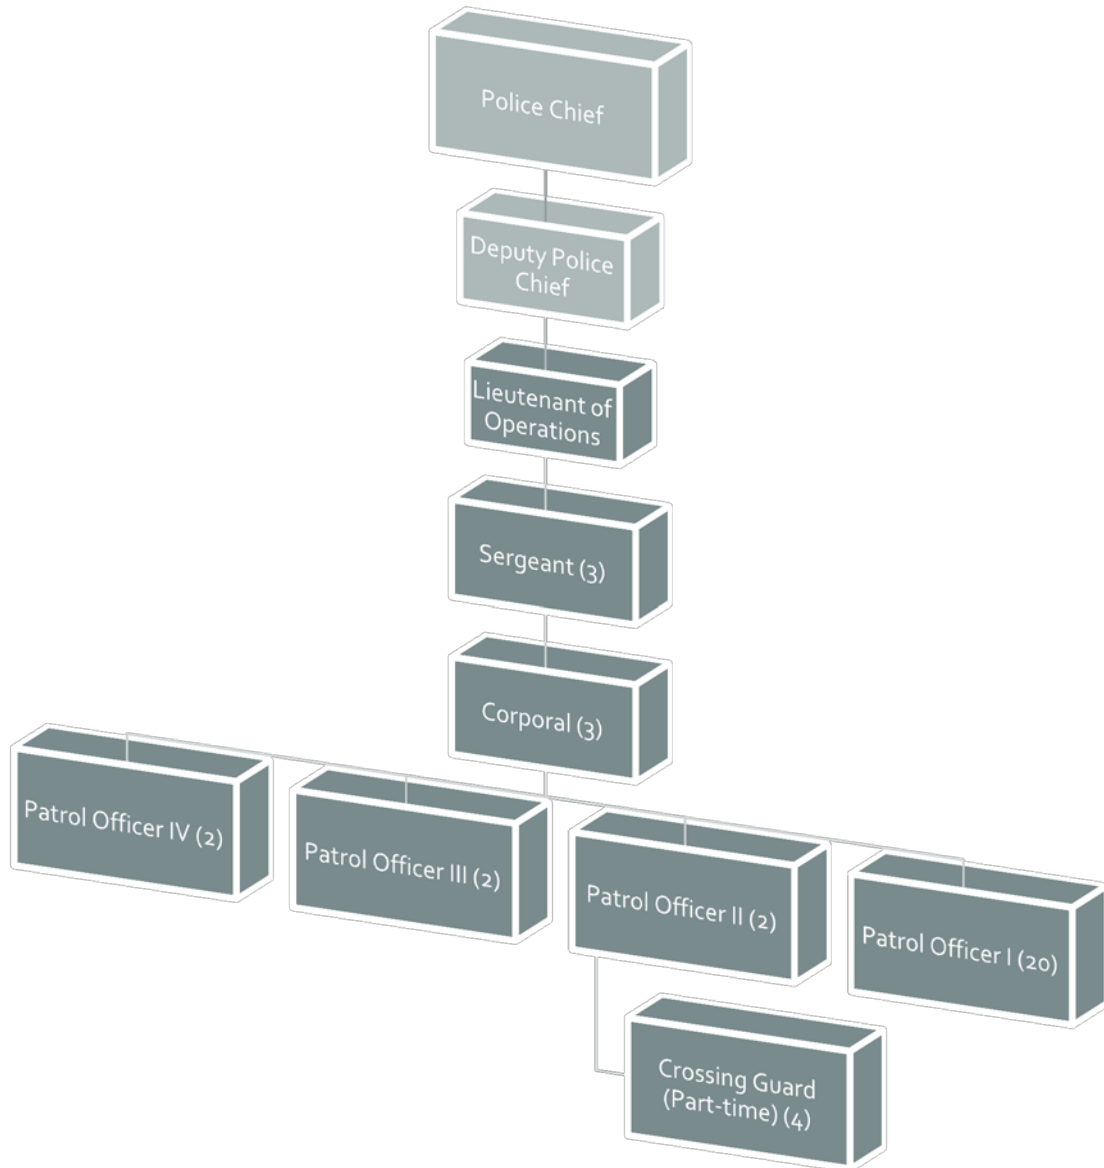 Police Chief
Deputy Police
Chief
Lieutenant of
Operations
Sergeant (3)
Corporal (3)
Patrol Officer IV (2)
Patrol Officer III (2)
Patrol Officer II (2)
Patrol Officer I (20)
Crossing Guard
(Part-time) (4)